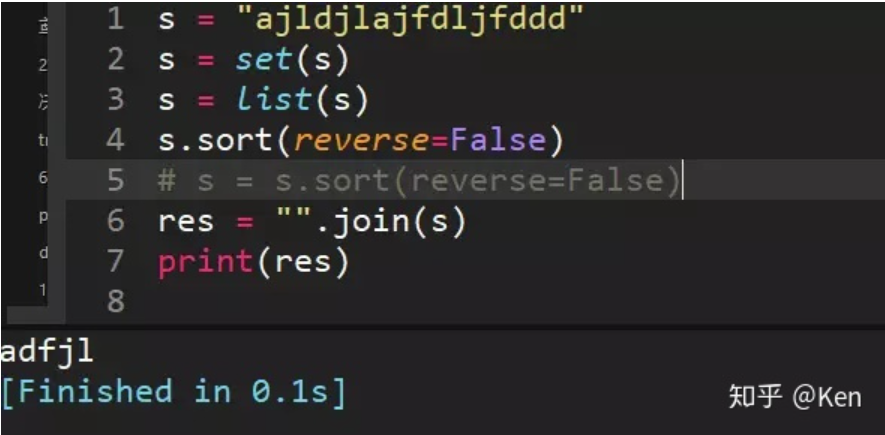 1 s = "ajldjlajfdljfddd"
2 s = set(s)
3 s = list(s)
4 s.sort(reverse=False)
5 # s = s.sort(reverse=False)
6 res = "".join(s)
7 print(res)
8
adfjl
[Finished in 0.1s]
知乎 @Ken